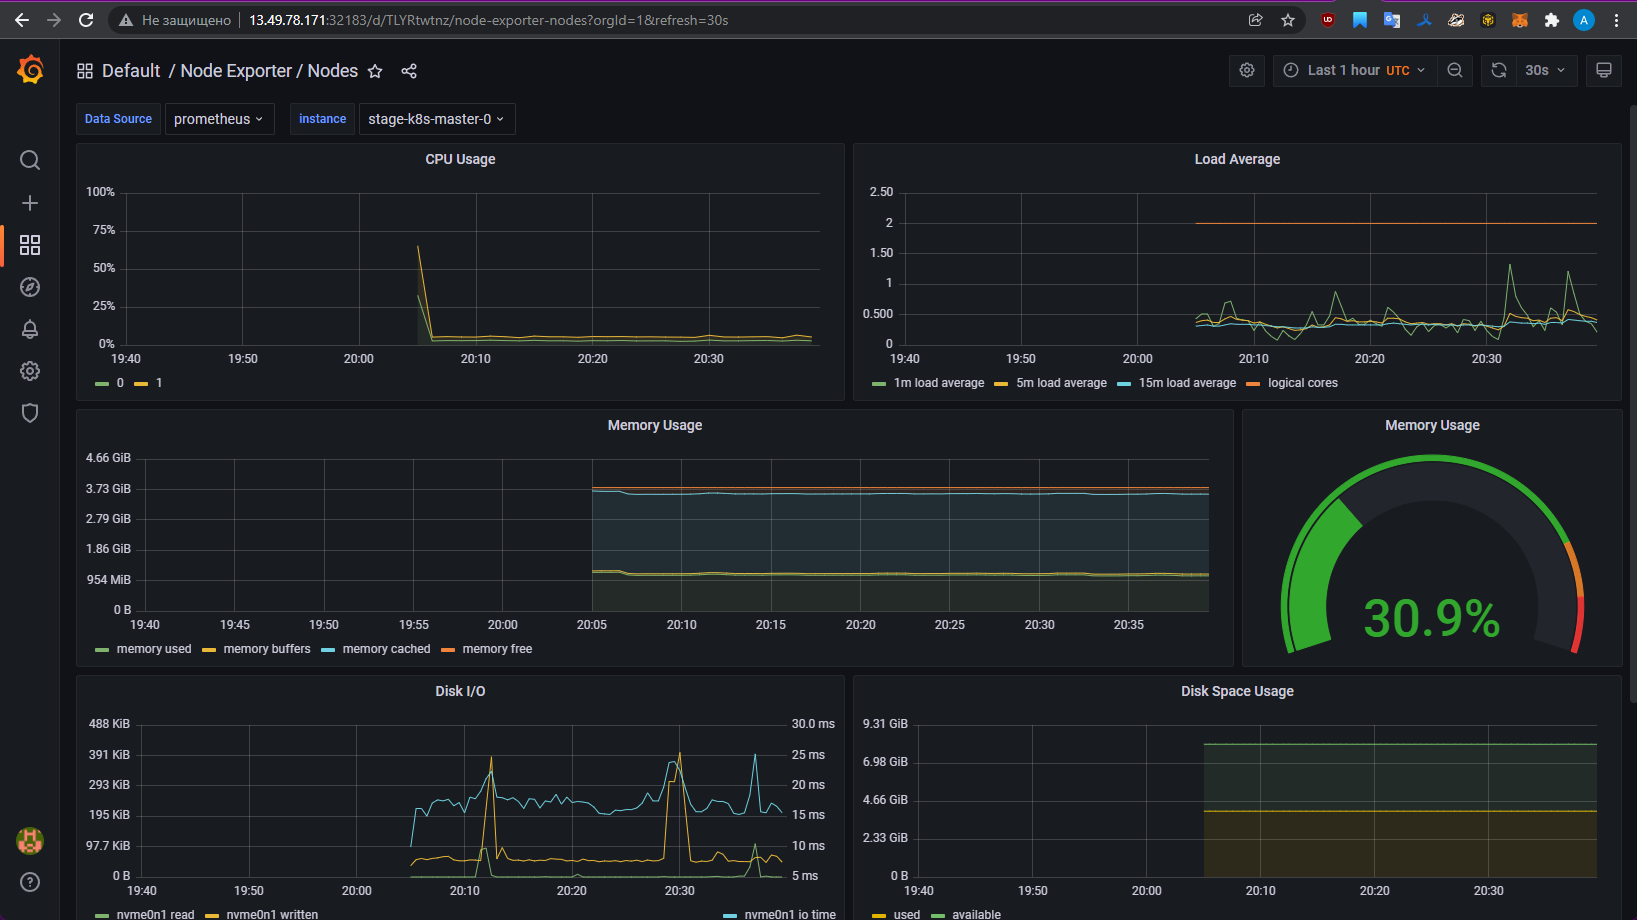 Не защищено 13.49.78.171:32183/d/TLYRtwtnz/node-exporter-nodes?orgId=1&refresh=30s
A
Default / Node Exporter / Nodes
Last 1 hour UTC
30s
Data Source prometheus instance stage-k8s-master-0
CPU Usage
100%
75%
50%
25%
0%
19:40 19:50 20:00 20:10 20:20 20:30
0 1
Load Average
2.50
2
1.50
1
0.500
0
19:40 19:50 20:00 20:10 20:20 20:30
1m load average 5m load average 15m load average logical cores
Memory Usage
4.66 GiB
3.73 GiB
2.79 GiB
1.86 GiB
954 MiB
0 B
19:40 19:45 19:50 19:55 20:00 20:05 20:10 20:15 20:20 20:25 20:30 20:35
memory used memory buffers memory cached memory free
Memory Usage
30.9%
Disk I/O
488 KiB 30.0 ms
391 KiB 25 ms
293 KiB 20 ms
195 KiB 15 ms
97.7 KiB 10 ms
0 B 5 ms
19:40 19:50 20:00 20:10 20:20 20:30
nvme0n1 read nvme0n1 written nvme0n1 io time
Disk Space Usage
9.31 GiB
6.98 GiB
4.66 GiB
2.33 GiB
0 B
19:40 19:50 20:00 20:10 20:20 20:30
used available